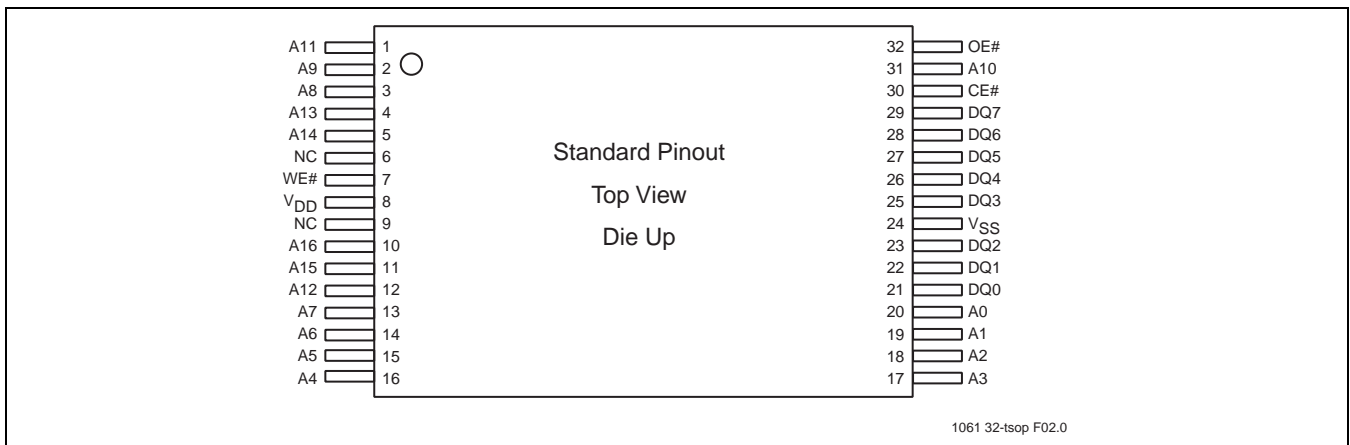 A11 1
A9 2
A8 3
A13 4
A14 5
NC 6
WE# 7
VDD 8
NC 9
A16 10
A15 11
A12 12
A7 13
A6 14
A5 15
A4 16
Standard Pinout
Top View
Die Up
32 OE#
31 A10
30 CE#
29 DQ7
28 DQ6
27 DQ5
26 DQ4
25 DQ3
24 VSS
23 DQ2
22 DQ1
21 DQ0
20 A0
19 A1
18 A2
17 A3
1061 32-tsop F02.0